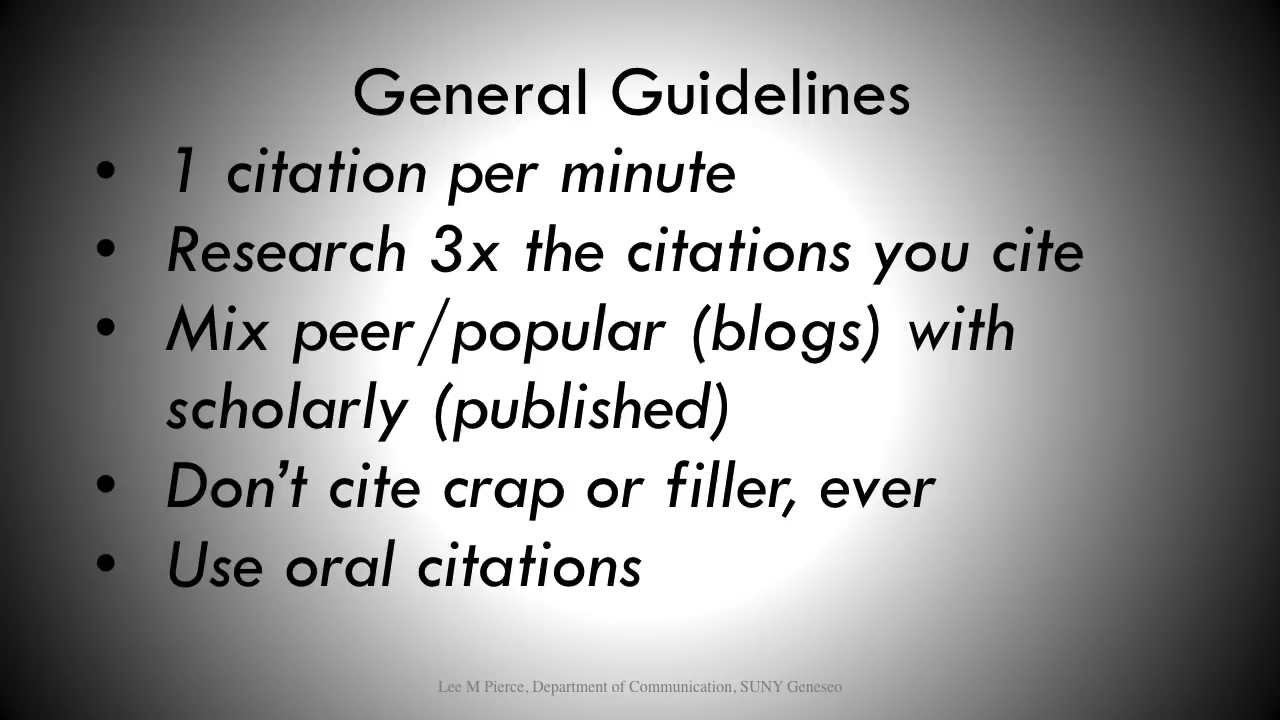 General Guidelines
• 1 citation per minute
• Research 3x the citations you cite
• Mix peer/popular (blogs) with
scholarly (published)
• Don’t cite crap or filler, ever
• Use oral citations
Lee M Pierce, Department of Communication, SUNY Geneseo